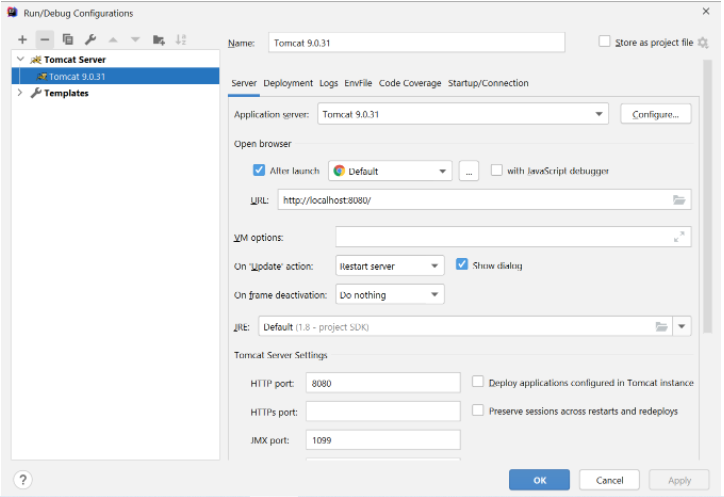 Run/Debug Configurations
Name: Tomcat 9.0.31
Store as project file
Tomcat Server
Tomcat 9.0.31
Templates
Server Deployment Logs EnvFile Code Coverage Startup/Connection
Application server: Tomcat 9.0.31 Configure...
Open browser
After launch Default ... with JavaScript debugger
URL: http://localhost:8080/
VM options:
On 'Update' action: Restart server Show dialog
On frame deactivation: Do nothing
JRE: Default (1.8 - project SDK)
Tomcat Server Settings
HTTP port: 8080 Deploy applications configured in Tomcat instance
HTTPs port: Preserve sessions across restarts and redeploys
JMX port: 1099
? OK Cancel Apply